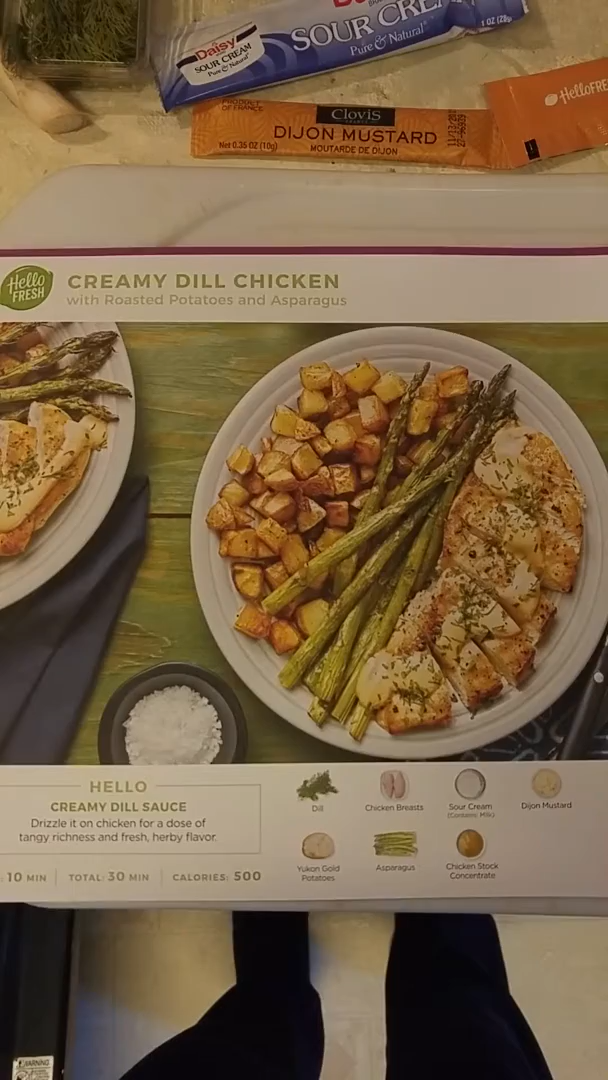 Daisy
SOUR CREAM
Pure & Natural
SOUR CREA
Pure & Natural
1 OZ (28g)
PRODUCT OF FRANCE
Clovis
DIJON MUSTARD
Net 0.35 OZ (10g)
MOUTARDE DE DIJON
HelloFRE
Hello
FRESH
CREAMY DILL CHICKEN
with Roasted Potatoes and Asparagus
HELLO
CREAMY DILL SAUCE
Drizzle it on chicken for a dose of
tangy richness and fresh, herby flavor.
: 10 MIN | TOTAL: 30 MIN | CALORIES: 500
Dill
Chicken Breasts
Sour Cream
(Contains: Milk)
Dijon Mustard
Yukon Gold
Potatoes
Asparagus
Chicken Stock
Concentrate
WARNING